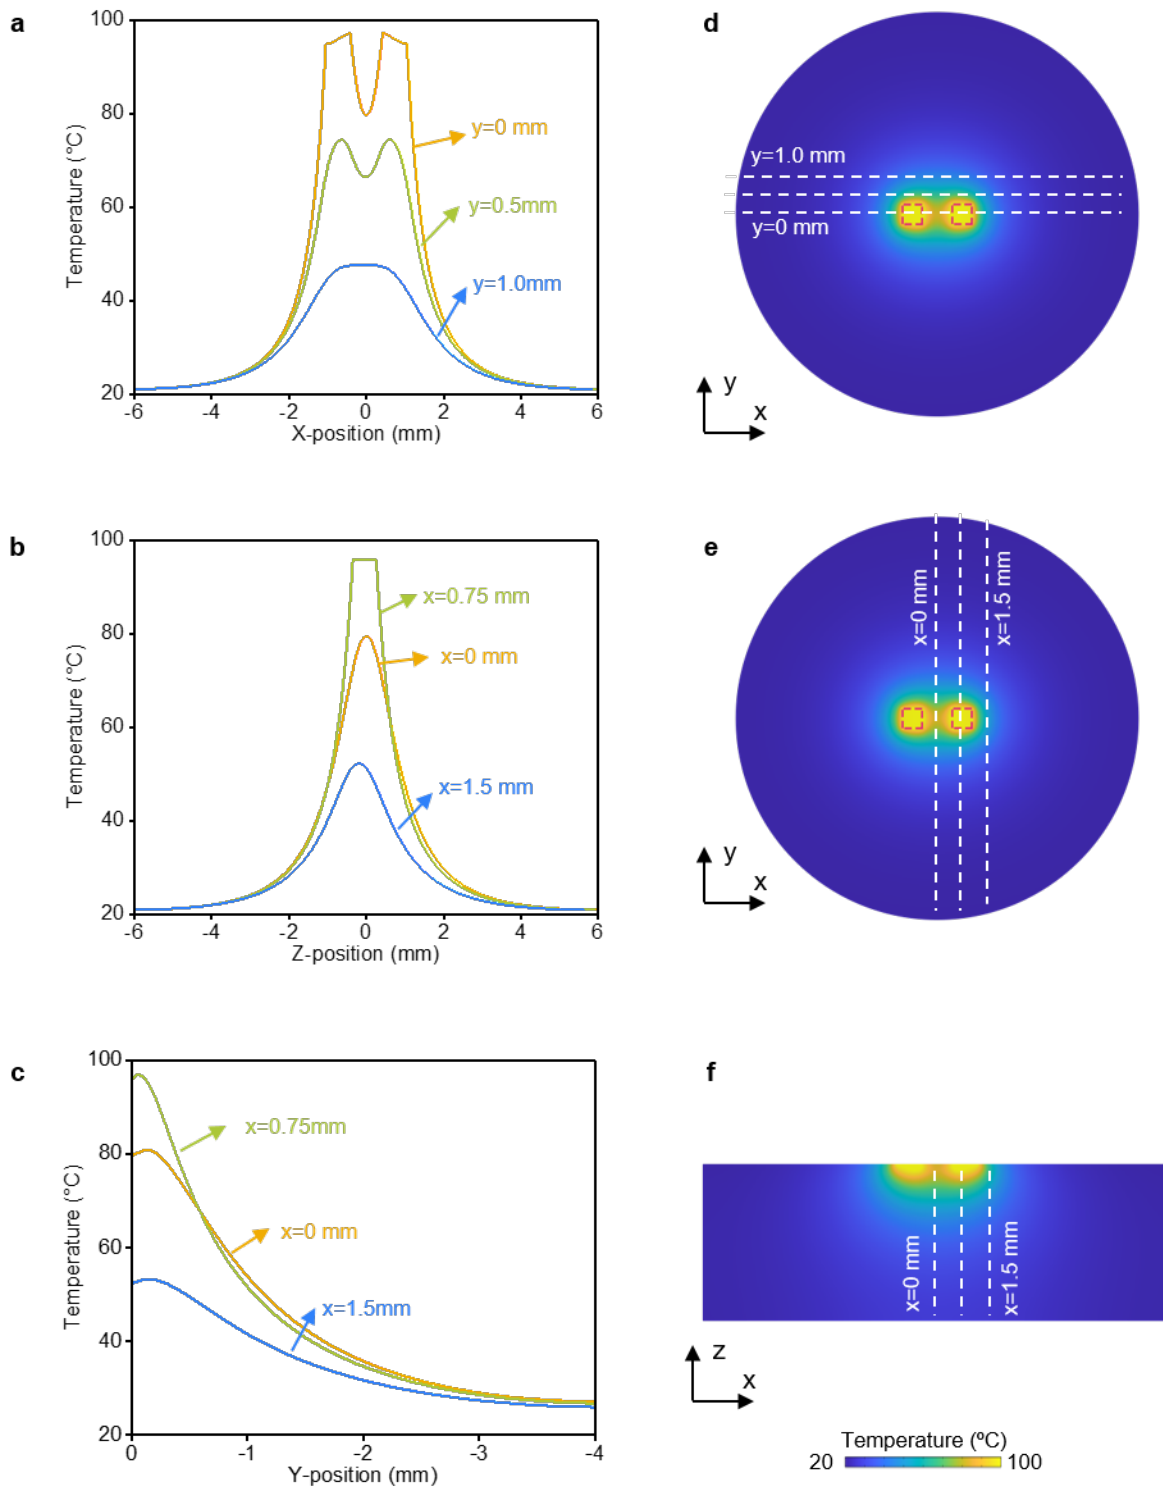 a
100
80
60
40
20
Temperature (°C)
y=0 mm
y=0.5mm
y=1.0mm
-6
-4
-2
0
2
4
6
X-position (mm)
d
y=1.0 mm
y=0 mm
y
x
b
100
80
60
40
20
Temperature (°C)
x=0.75 mm
x=0 mm
x=1.5 mm
-6
-4
-2
0
2
4
6
Z-position (mm)
e
x=0 mm
x=1.5 mm
y
x
c
100
80
60
40
20
Temperature (°C)
x=0.75mm
x=0 mm
x=1.5mm
0
-1
-2
-3
-4
Y-position (mm)
f
x=0 mm
x=1.5 mm
z
x
Temperature (ºC)
20
100